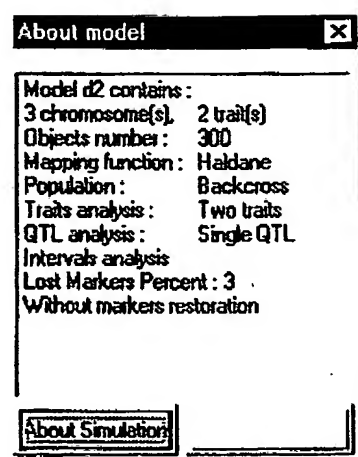 About model
Model d2 contains :
3 chromosome(s), 2 trait(s)
Objects number : 300
Mapping function : Haldane
Population : Backcross
Traits analysis : Two traits
QTL analysis : Single QTL
Intervals analysis
Lost Markers Percent : 3
Without markers restoration
About Simulation